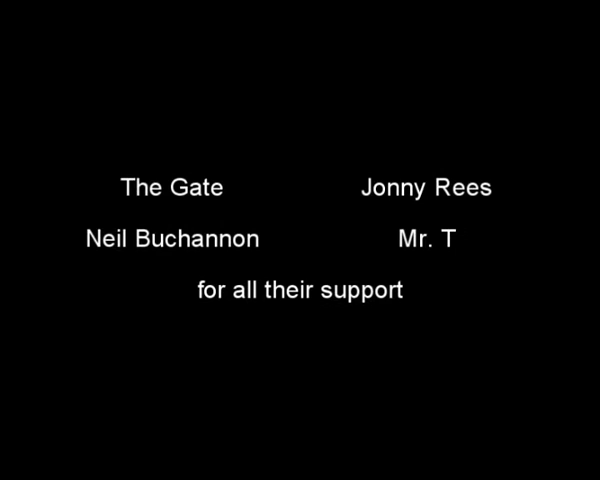 The Gate Jonny Rees
Neil Buchannon Mr. T
for all their support